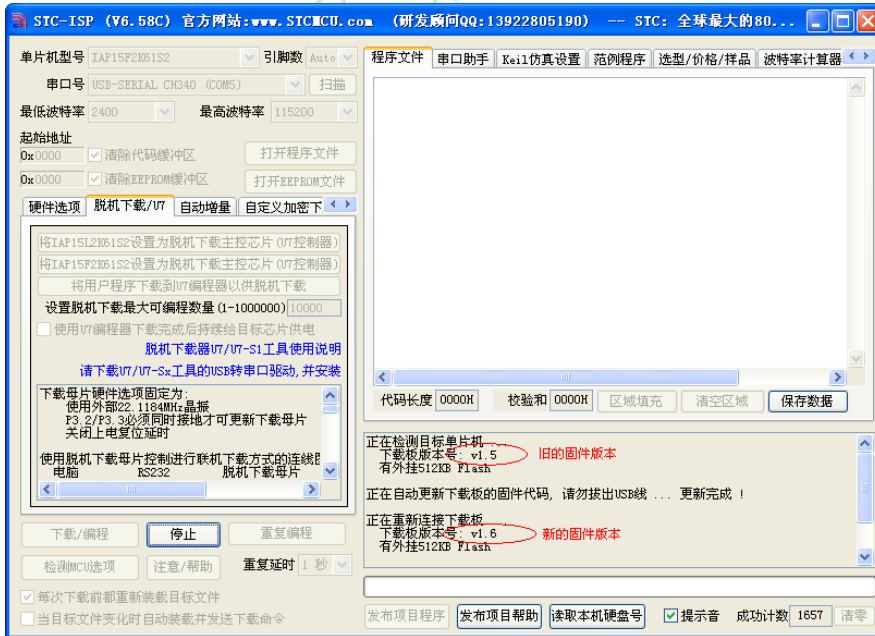 STC-ISP (V6.58C) 官方网站:www.STCMCU.com (研发顾问QQ:13922805190) -- STC: 全球最大的80...
单片机型号 IAP15F2K61S2 引脚数 Auto
串口号 USB-SERIAL CH340 (COM5) 扫描
最低波特率 2400 最高波特率 115200
起始地址
0x0000 清除代码缓冲区 打开程序文件
0x0000 清除EEPROM缓冲区 打开EEPROM文件
硬件选项 脱机下载/U7 自动增量 自定义加密下
将IAP15L2K61S2设置为脱机下载主控芯片(U7控制器)
将IAP15F2K61S2设置为脱机下载主控芯片(U7控制器)
将用户程序下载到U7编程器以供脱机下载
设置脱机下载最大可编程数量(1-1000000) 10000
使用U7编程器下载完成后持续给目标芯片供电
脱机下载器U7/U7-S1工具使用说明
请下载U7/U7-Sx工具的USB转串口驱动,并安装
下载母片硬件选项固定为:
使用外部22.1184MHz晶振
P3.2/P3.3必须同时接地才可更新下载母片
关闭上电复位延时
使用脱机下载母片控制进行联机下载方式的连线
电脑 RS232 脱机下载母片
下载/编程 停止 重复编程
检测MCU选项 注意/帮助 重复延时 1 秒
每次下载前都重新装载目标文件
当目标文件变化时自动装载并发送下载命令
程序文件 串口助手 Keil仿真设置 范例程序 选型/价格/样品 波特率计算器
代码长度 0000H 校验和 0000H 区域填充 清空区域 保存数据
正在检测目标单片机 ...
下载板版本号: v1.5 旧的固件版本
有外挂512KB Flash
正在自动更新下载板的固件代码, 请勿拔出USB线 ... 更新完成 !
正在重新连接下载板
下载板版本号: v1.6 新的固件版本
有外挂512KB Flash
发布项目程序 发布项目帮助 读取本机硬盘号 提示音 成功计数 1657 清零